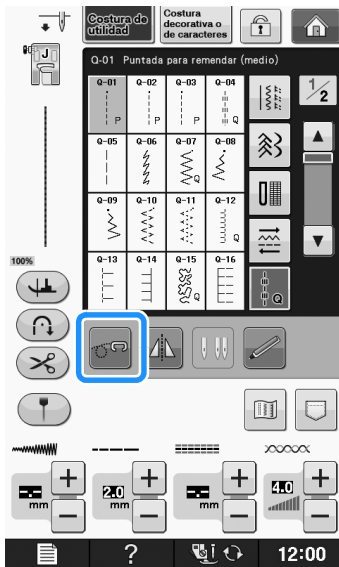 Costura de utilidad
Costura decorativa o de caracteres
J
Q-01 Puntada para remendar (medio)
Q-01 Q-02 Q-03 Q-04
P P P Q
1/2
Q-05 Q-06 Q-07 Q-08
Q
Q-09 Q-10 Q-11 Q-12
Q Q
Q-13 Q-14 Q-15 Q-16
Q
Q
100%
-.- 2.0 -.- 4.0
mm mm mm
? 12:00